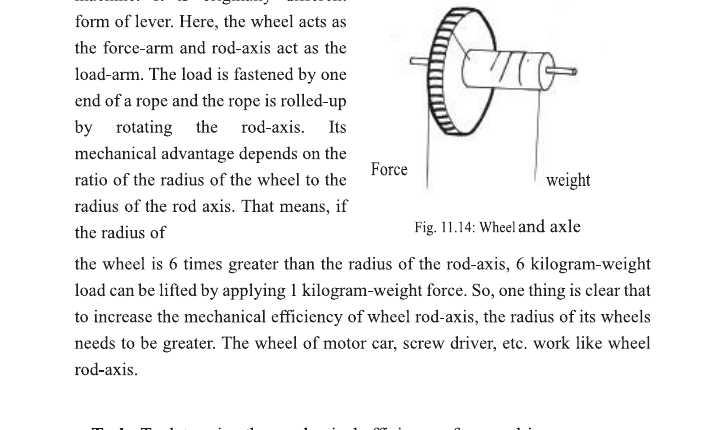 form of lever. Here, the wheel acts as
the force-arm and rod-axis act as the
load-arm. The load is fastened by one
end of a rope and the rope is rolled-up
by rotating the rod-axis. Its
mechanical advantage depends on the
ratio of the radius of the wheel to the
radius of the rod axis. That means, if
the radius of
Force
weight
Fig. 11.14: Wheel and axle
the wheel is 6 times greater than the radius of the rod-axis, 6 kilogram-weight
load can be lifted by applying 1 kilogram-weight force. So, one thing is clear that
to increase the mechanical efficiency of wheel rod-axis, the radius of its wheels
needs to be greater. The wheel of motor car, screw driver, etc. work like wheel
rod-axis.